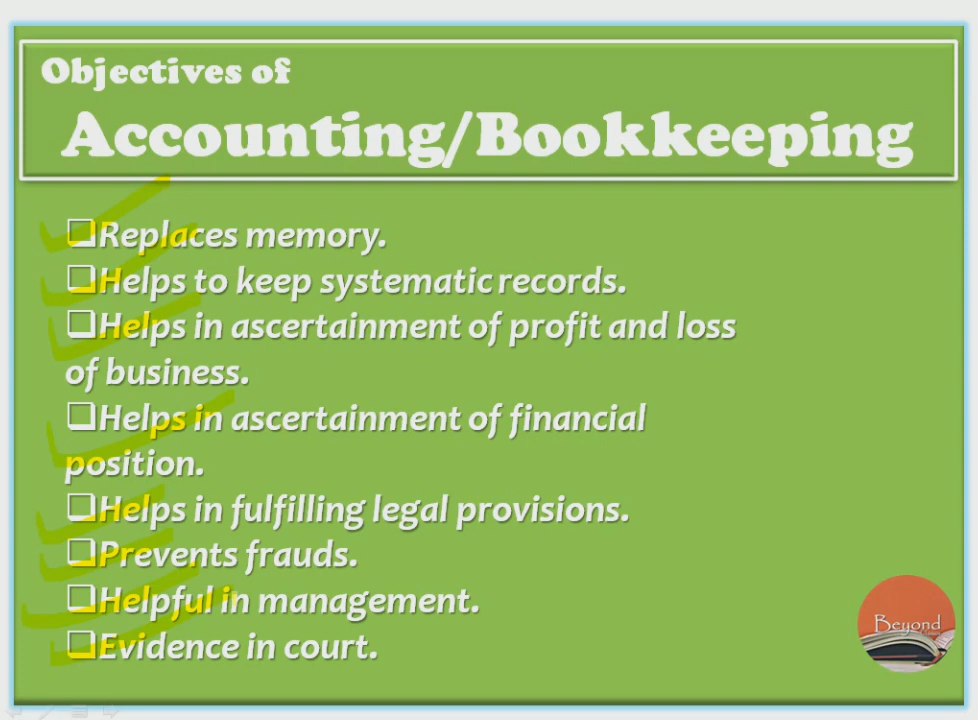 Objectives of
Accounting/Bookkeeping
❑Replaces memory.
❑Helps to keep systematic records.
❑Helps in ascertainment of profit and loss
of business.
❑Helps in ascertainment of financial
position.
❑Helps in fulfilling legal provisions.
❑Prevents frauds.
❑Helpful in management.
❑Evidence in court.
Beyond